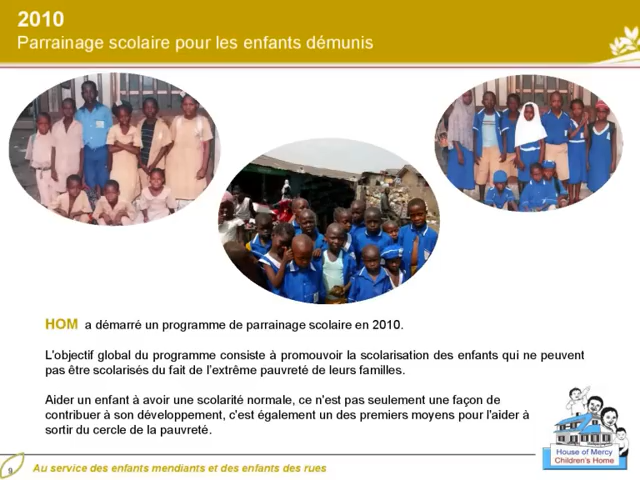 2010
Parrainage scolaire pour les enfants démunis
HOM a démarré un programme de parrainage scolaire en 2010.
L'objectif global du programme consiste à promouvoir la scolarisation des enfants qui ne peuvent
pas être scolarisés du fait de l'extrême pauvreté de leurs familles.
Aider un enfant à avoir une scolarité normale, ce n'est pas seulement une façon de
contribuer à son développement, c'est également un des premiers moyens pour l'aider à
sortir du cercle de la pauvreté.
House of Mercy
Children's Home
9
Au service des enfants mendiants et des enfants des rues